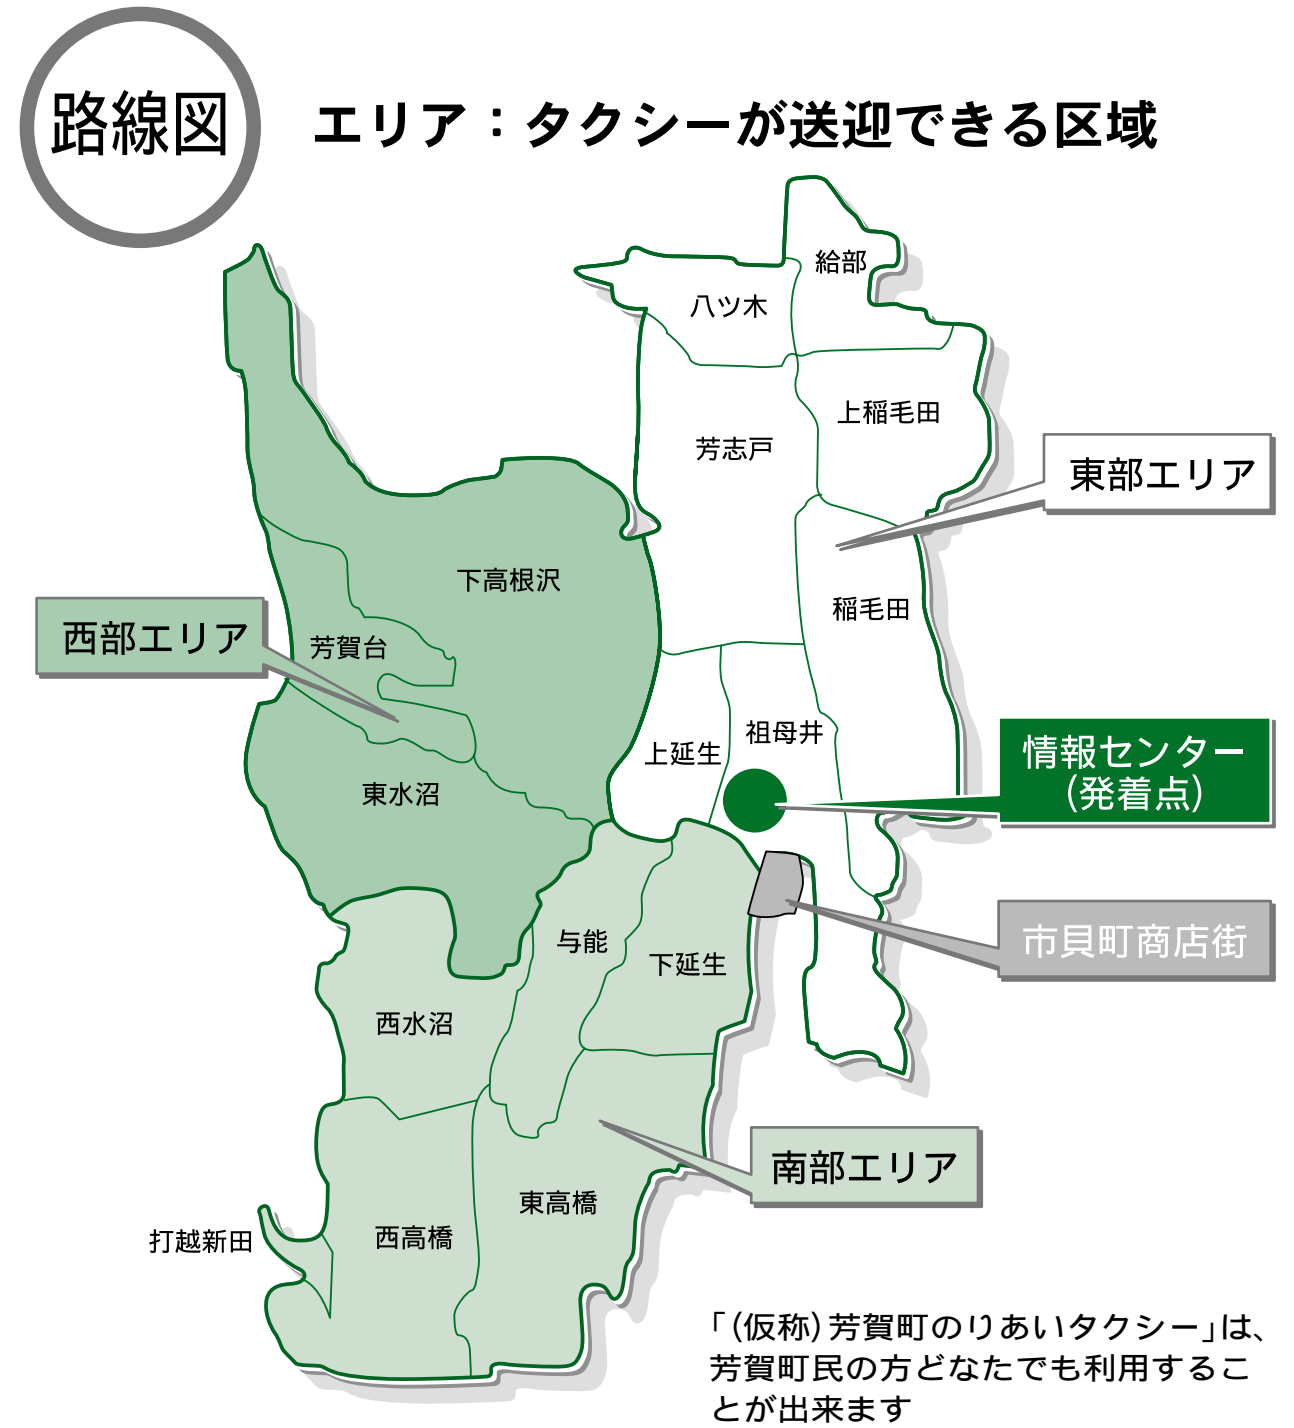 路線図
エリア：タクシーが送迎できる区域
給部
八ツ木
上稲毛田
芳志戸
東部エリア
下高根沢
稲毛田
西部エリア
芳賀台
祖母井
上延生
情報センター
(発着点)
東水沼
与能
市貝町商店街
下延生
西水沼
南部エリア
東高橋
西高橋
打越新田
「(仮称)芳賀町のりあいタクシー」は、
芳賀町民の方どなたでも利用するこ
とが出来ます